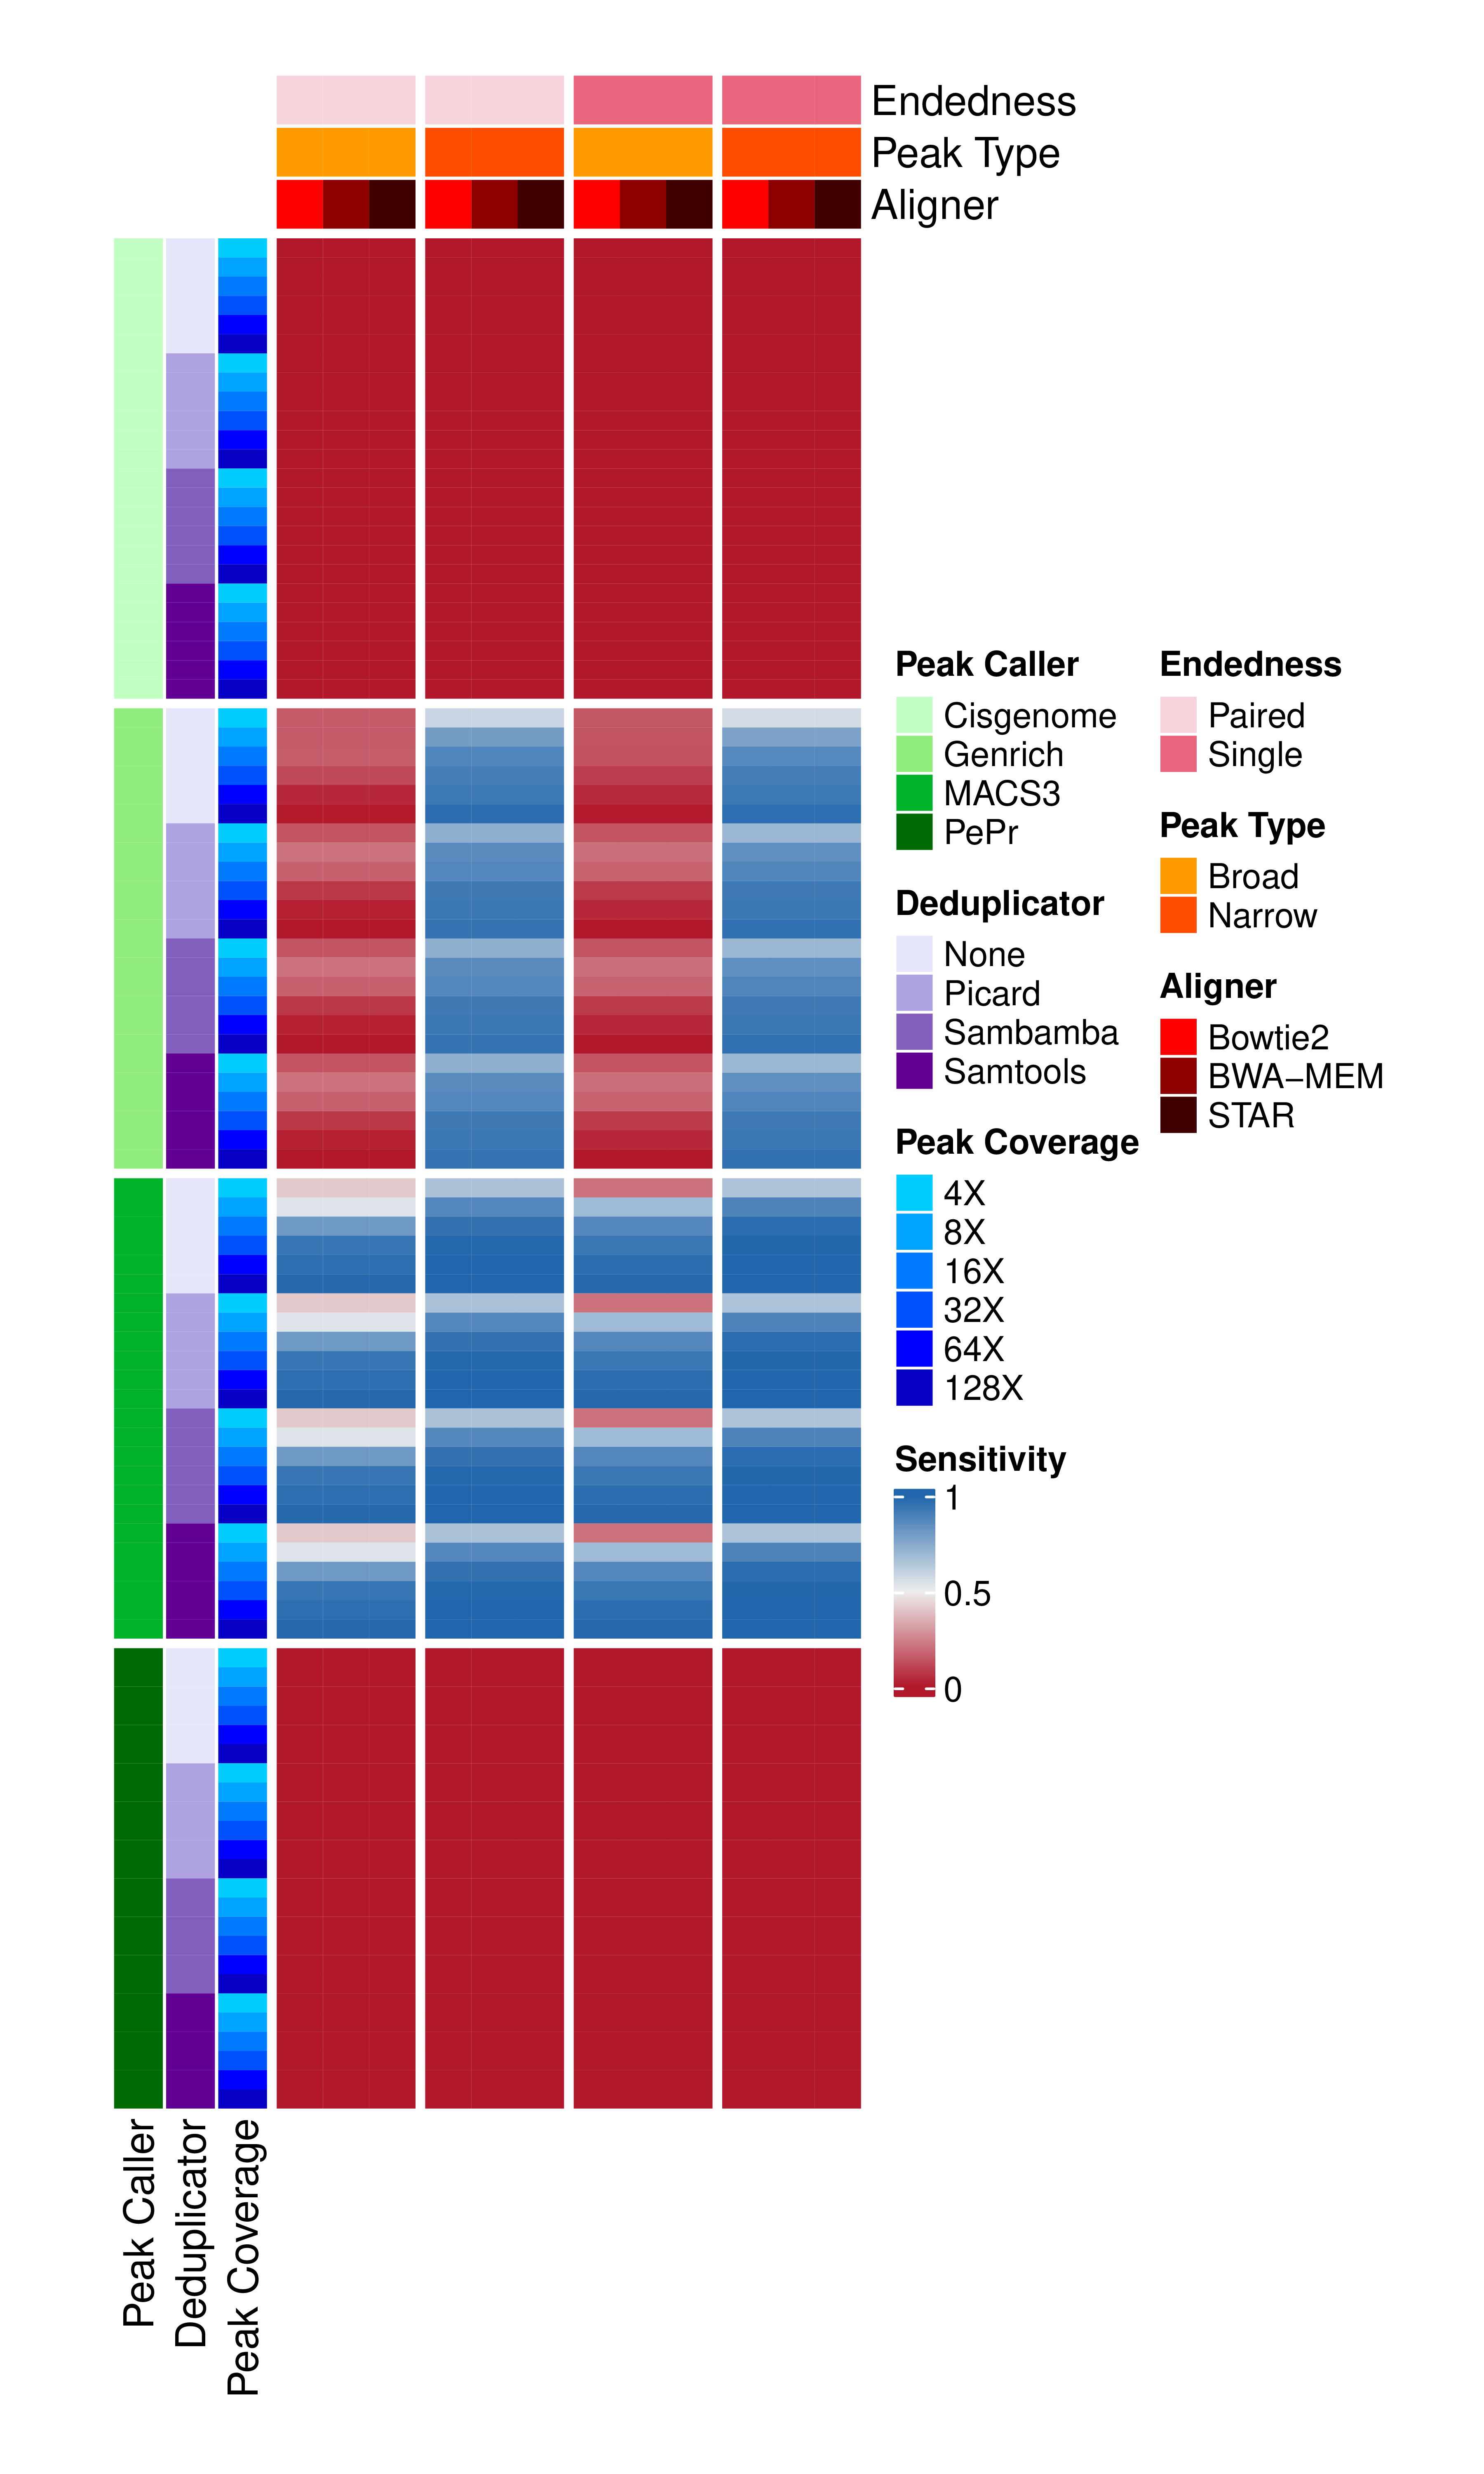 Endedness
Peak Type
Aligner
Peak Caller
Cisgenome
Genrich
MACS3
PePr
Deduplicator
None
Picard
Sambamba
Samtools
Peak Coverage
4X
8X
16X
32X
64X
128X
Sensitivity
1
0.5
0
Endedness
Paired
Single
Peak Type
Broad
Narrow
Aligner
Bowtie2
BWA−MEM
STAR
Peak Caller
Deduplicator
Peak Coverage